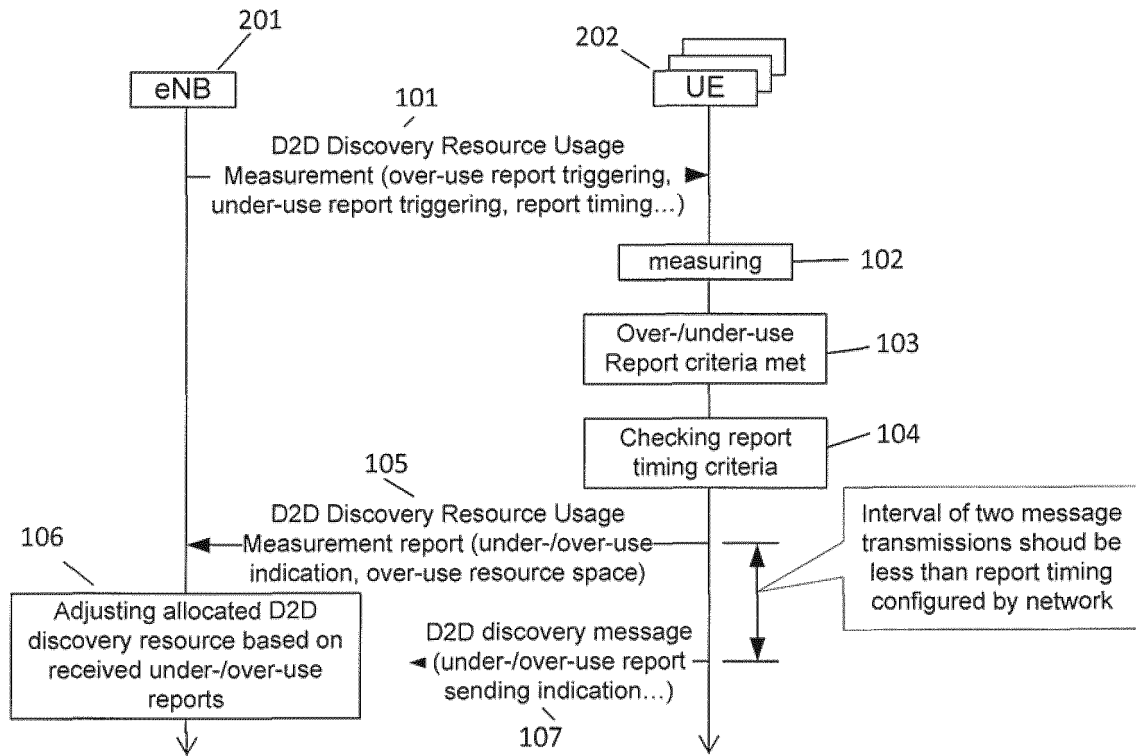 201
202
eNB
UE
101
D2D Discovery Resource Usage
Measurement (over-use report triggering,
under-use report triggering, report timing...)
measuring
102
Over-/under-use
Report criteria met
103
Checking report
timing criteria
104
105
D2D Discovery Resource Usage
Measurement report (under-/over-use
indication, over-use resource space)
Interval of two message
transmissions shoud be
less than report timing
configured by network
106
Adjusting allocated D2D
discovery resource based on
received under-/over-use
reports
D2D discovery message
(under-/over-use report
sending indication...)
107